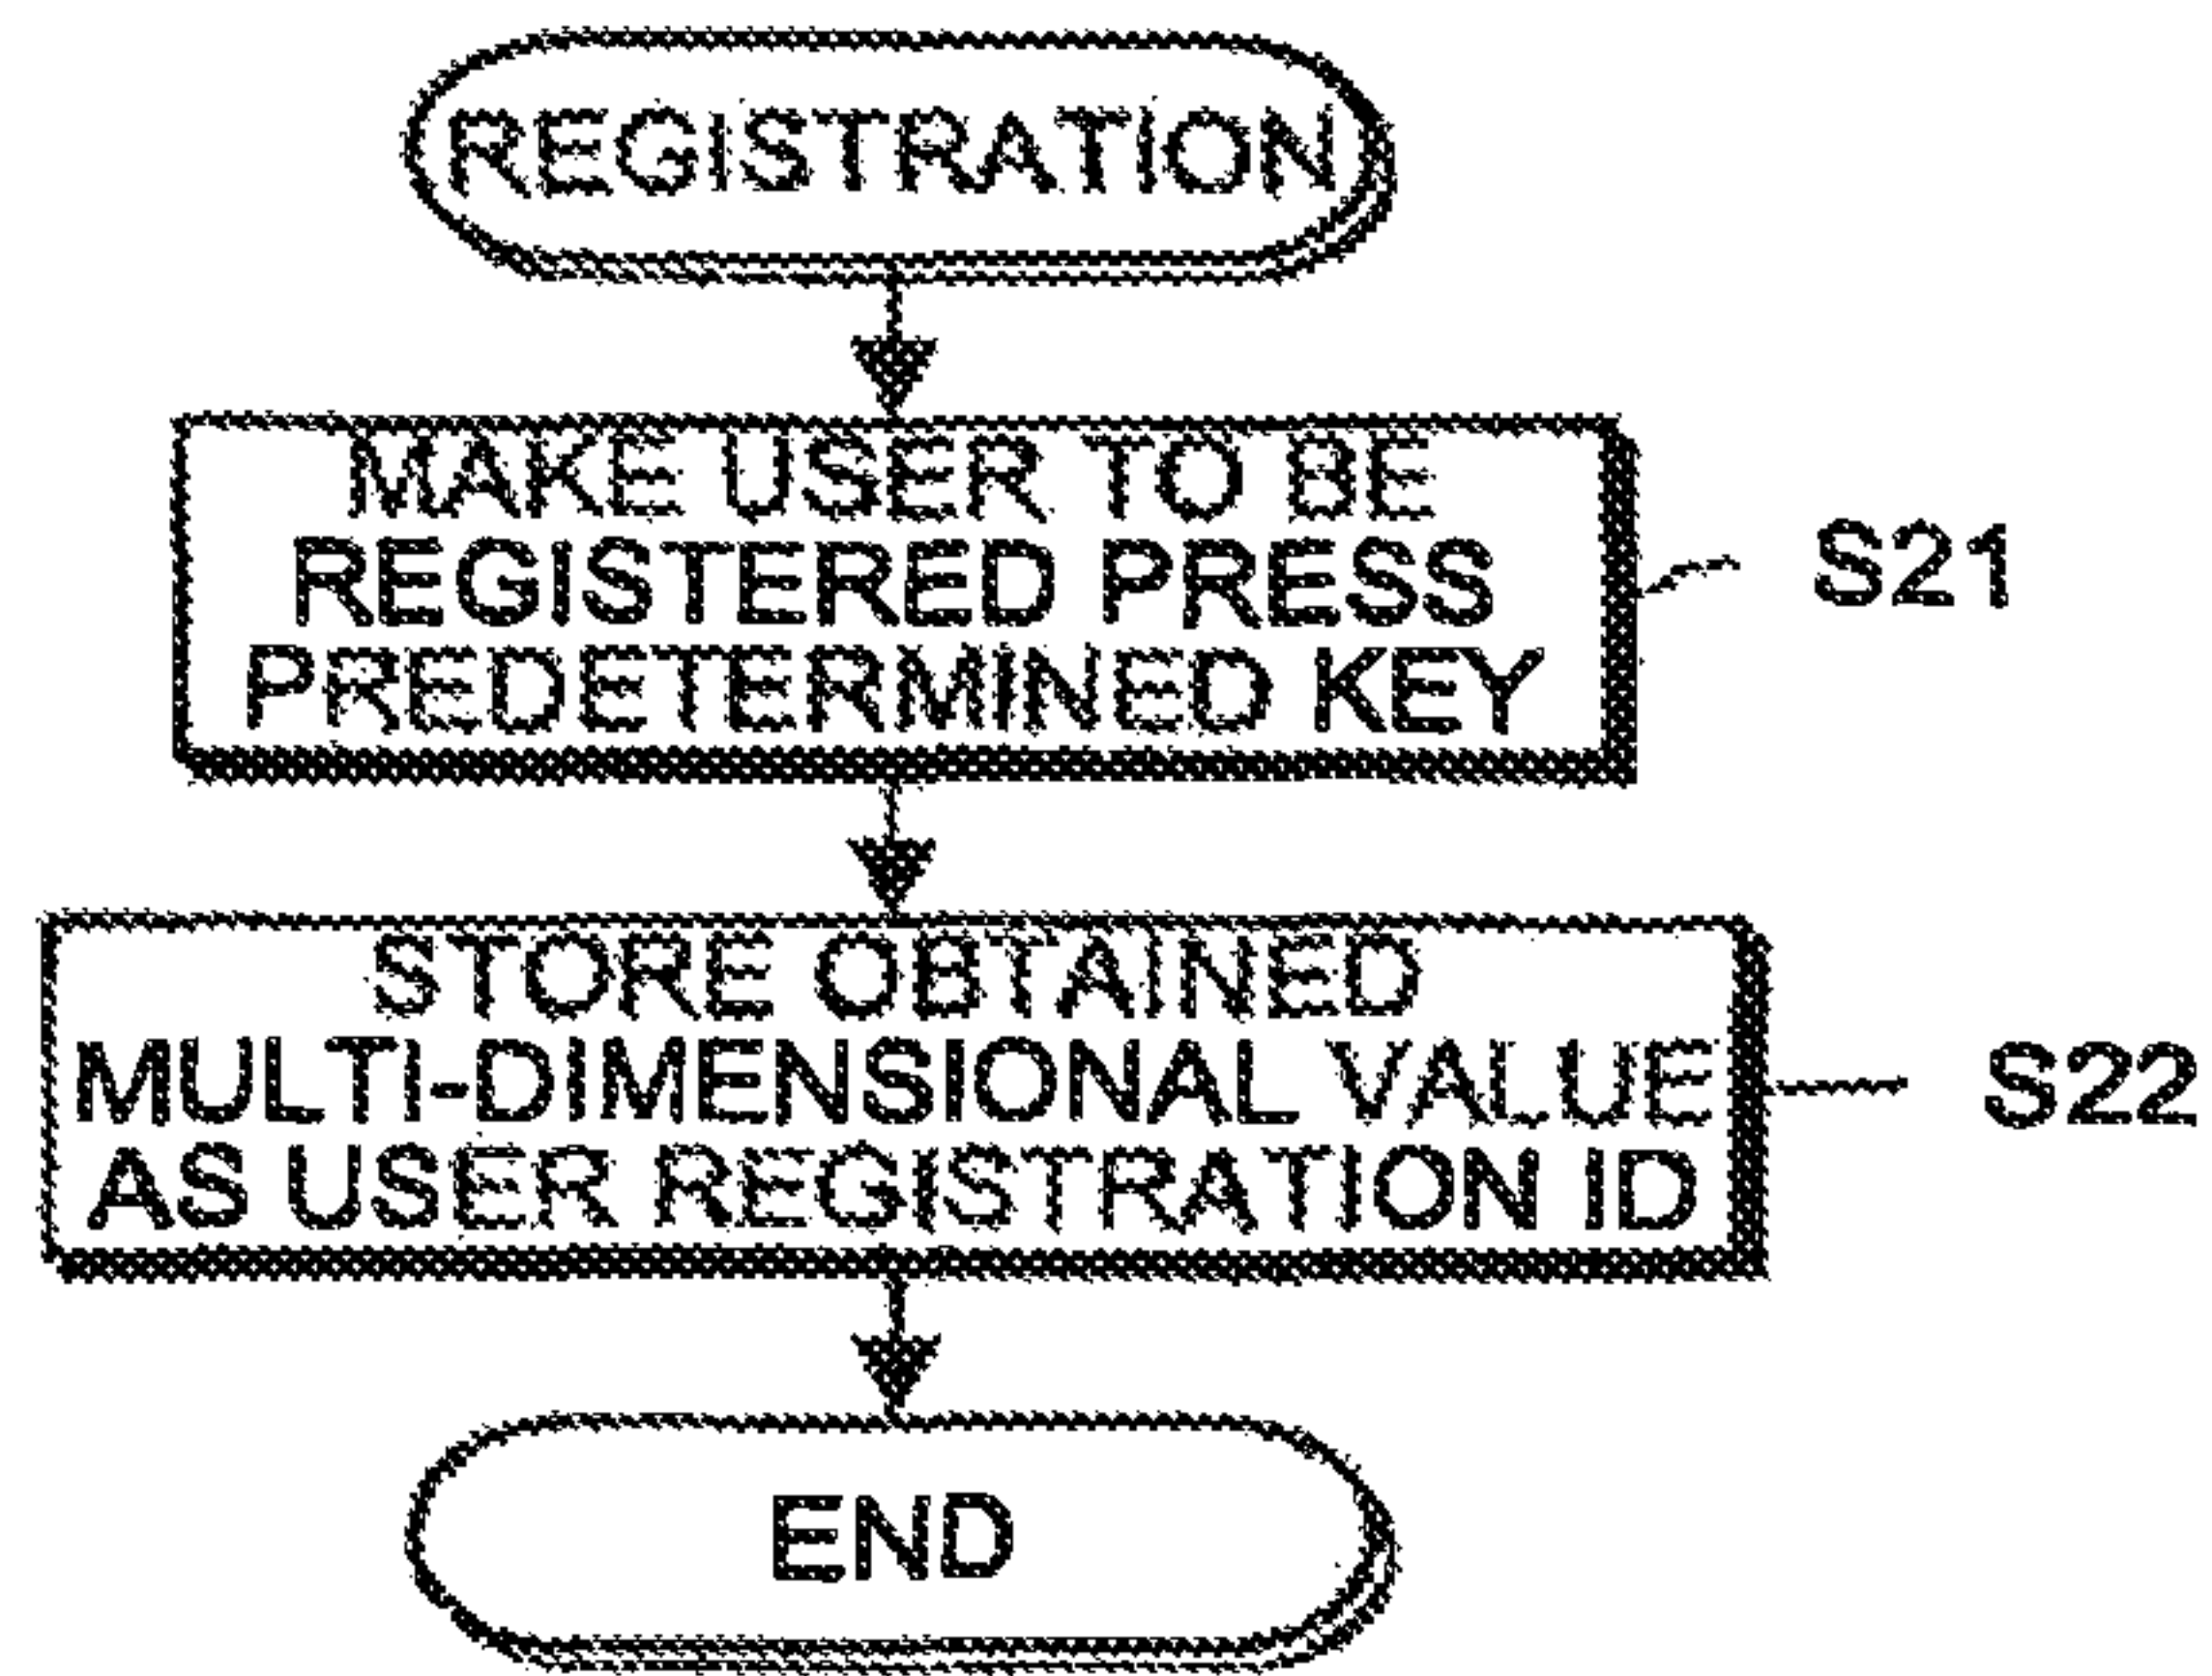 REGISTRATION
MAKE USER TO BE
REGISTERED PRESS
PREDETERMINED KEY
S21
STORE OBTAINED
MULTI-DIMENSIONAL VALUE
AS USER REGISTRATION ID
S22
END